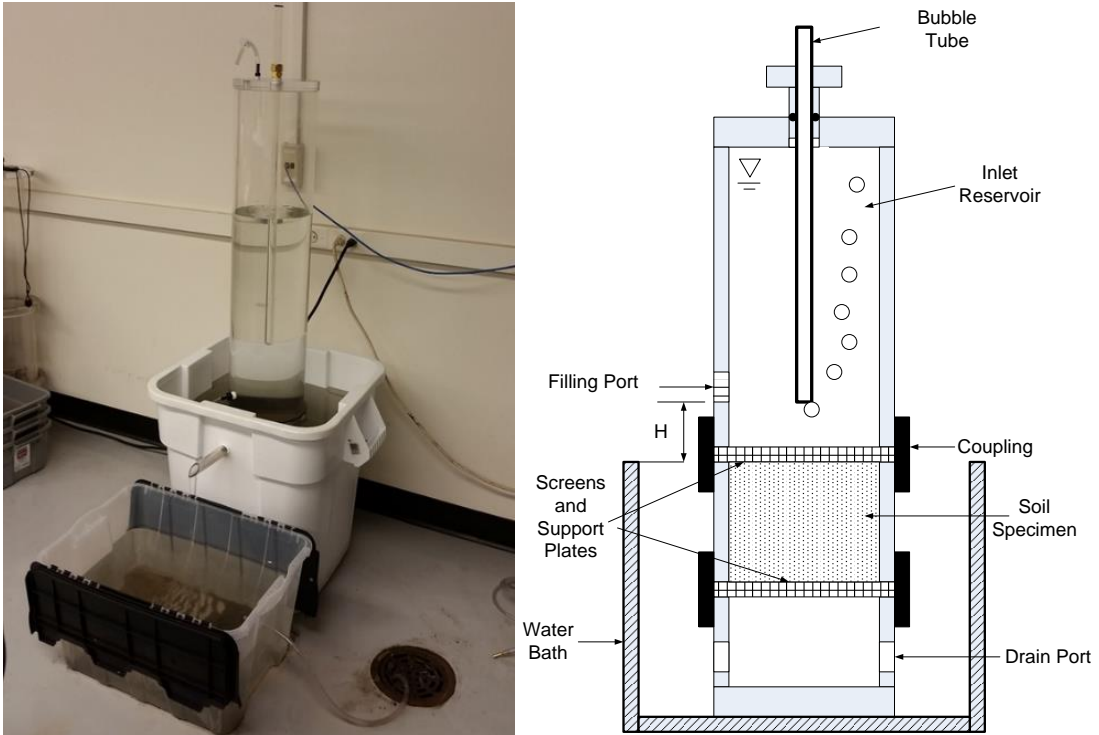 Bubble
Tube
Inlet
Reservoir
Filling Port
H
Coupling
Screens
and
Support
Plates
Soil
Specimen
Water
Bath
Drain Port